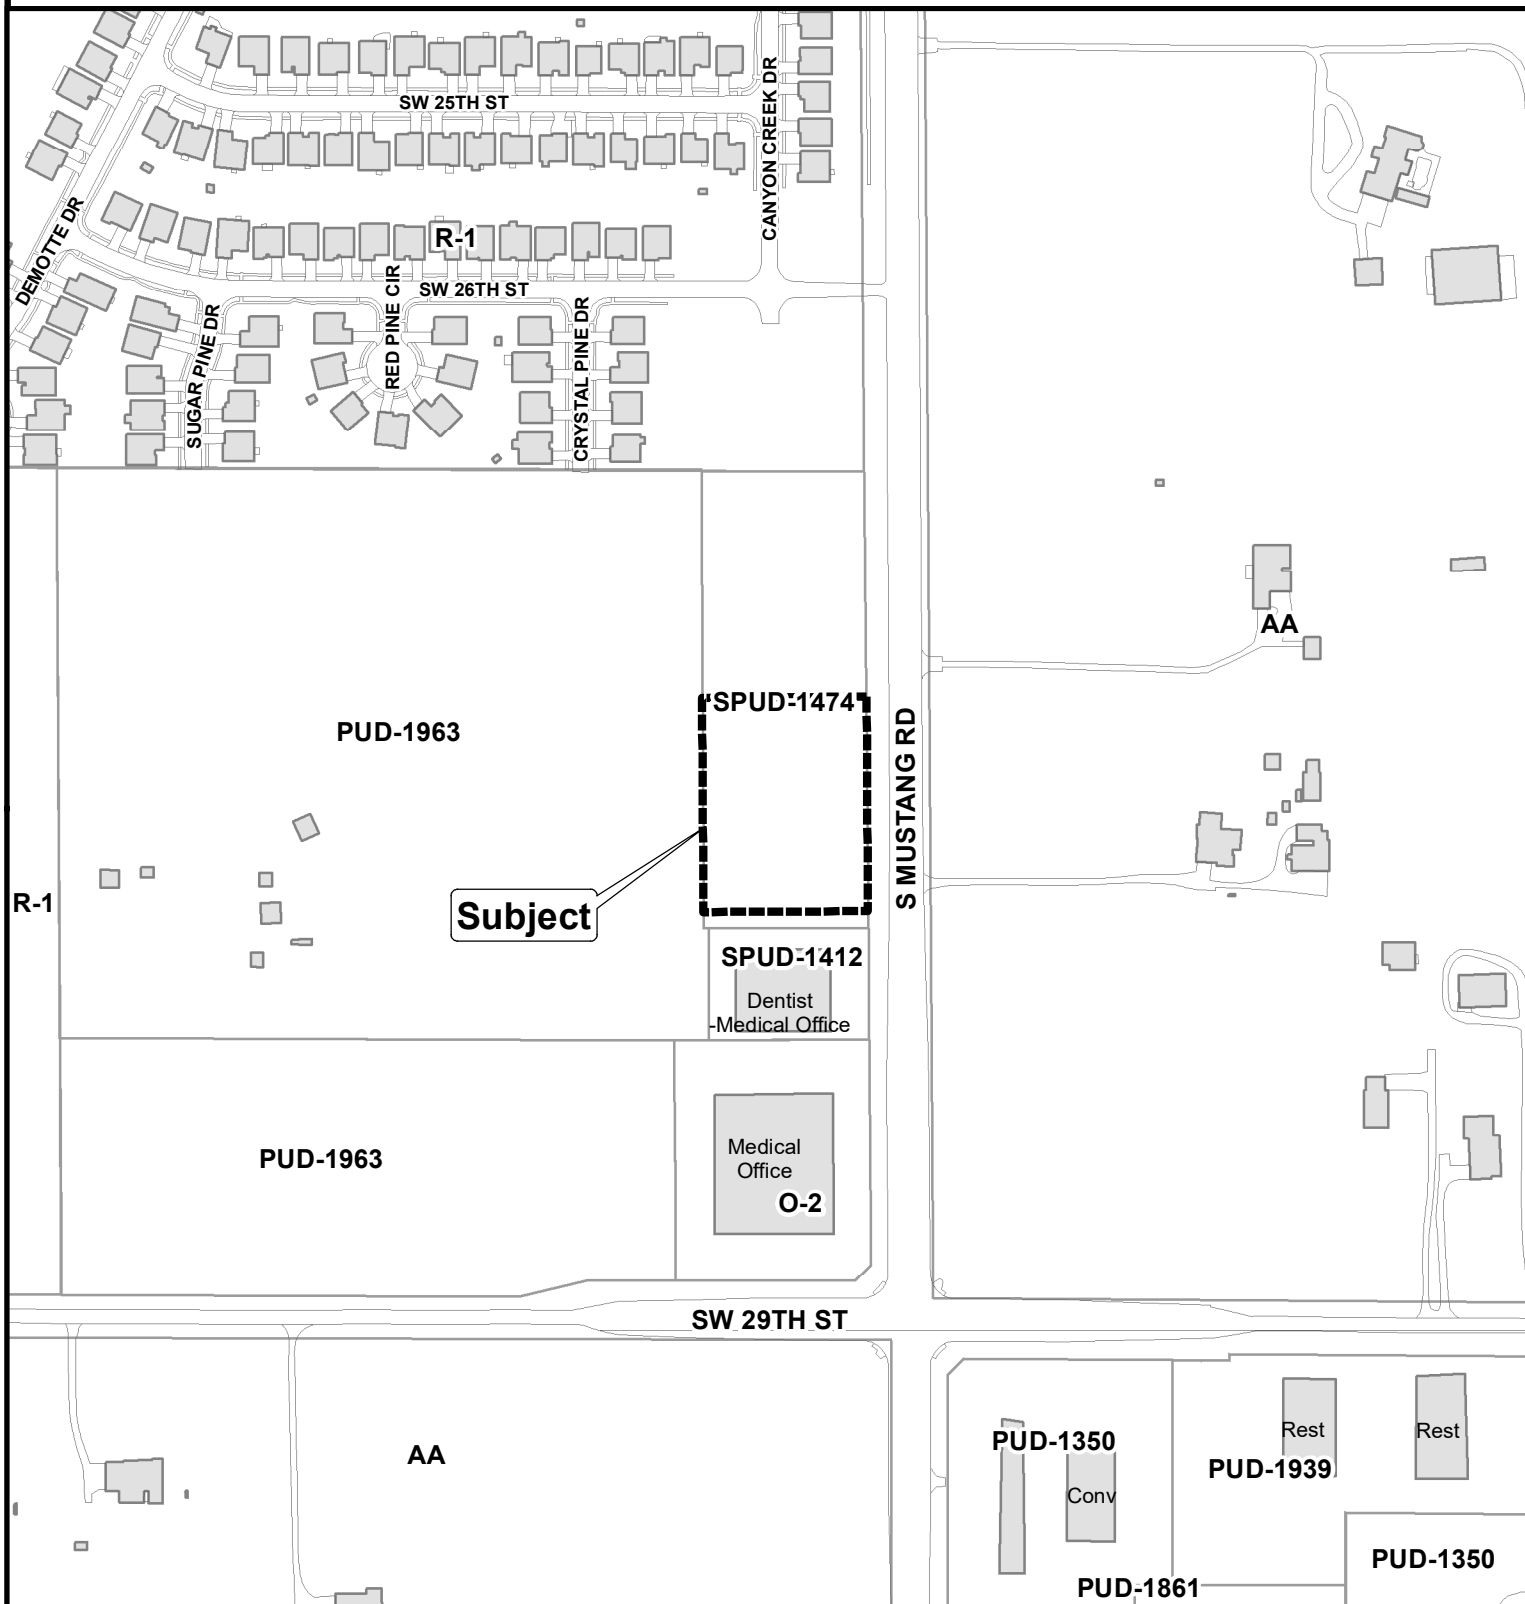 SW 25TH ST
CANYON CREEK DR
DEMOTTE DR
R-1
SW 26TH ST
RED PINE CIR
SUGAR PINE DR
CRYSTAL PINE DR
AA
SPUD-1474
PUD-1963
S MUSTANG RD
R-1
Subject
SPUD-1412
Dentist
-Medical Office
Medical
Office
PUD-1963
O-2
SW 29TH ST
AA
PUD-1350
Rest
Rest
PUD-1939
Conv
PUD-1350
PUD-1861